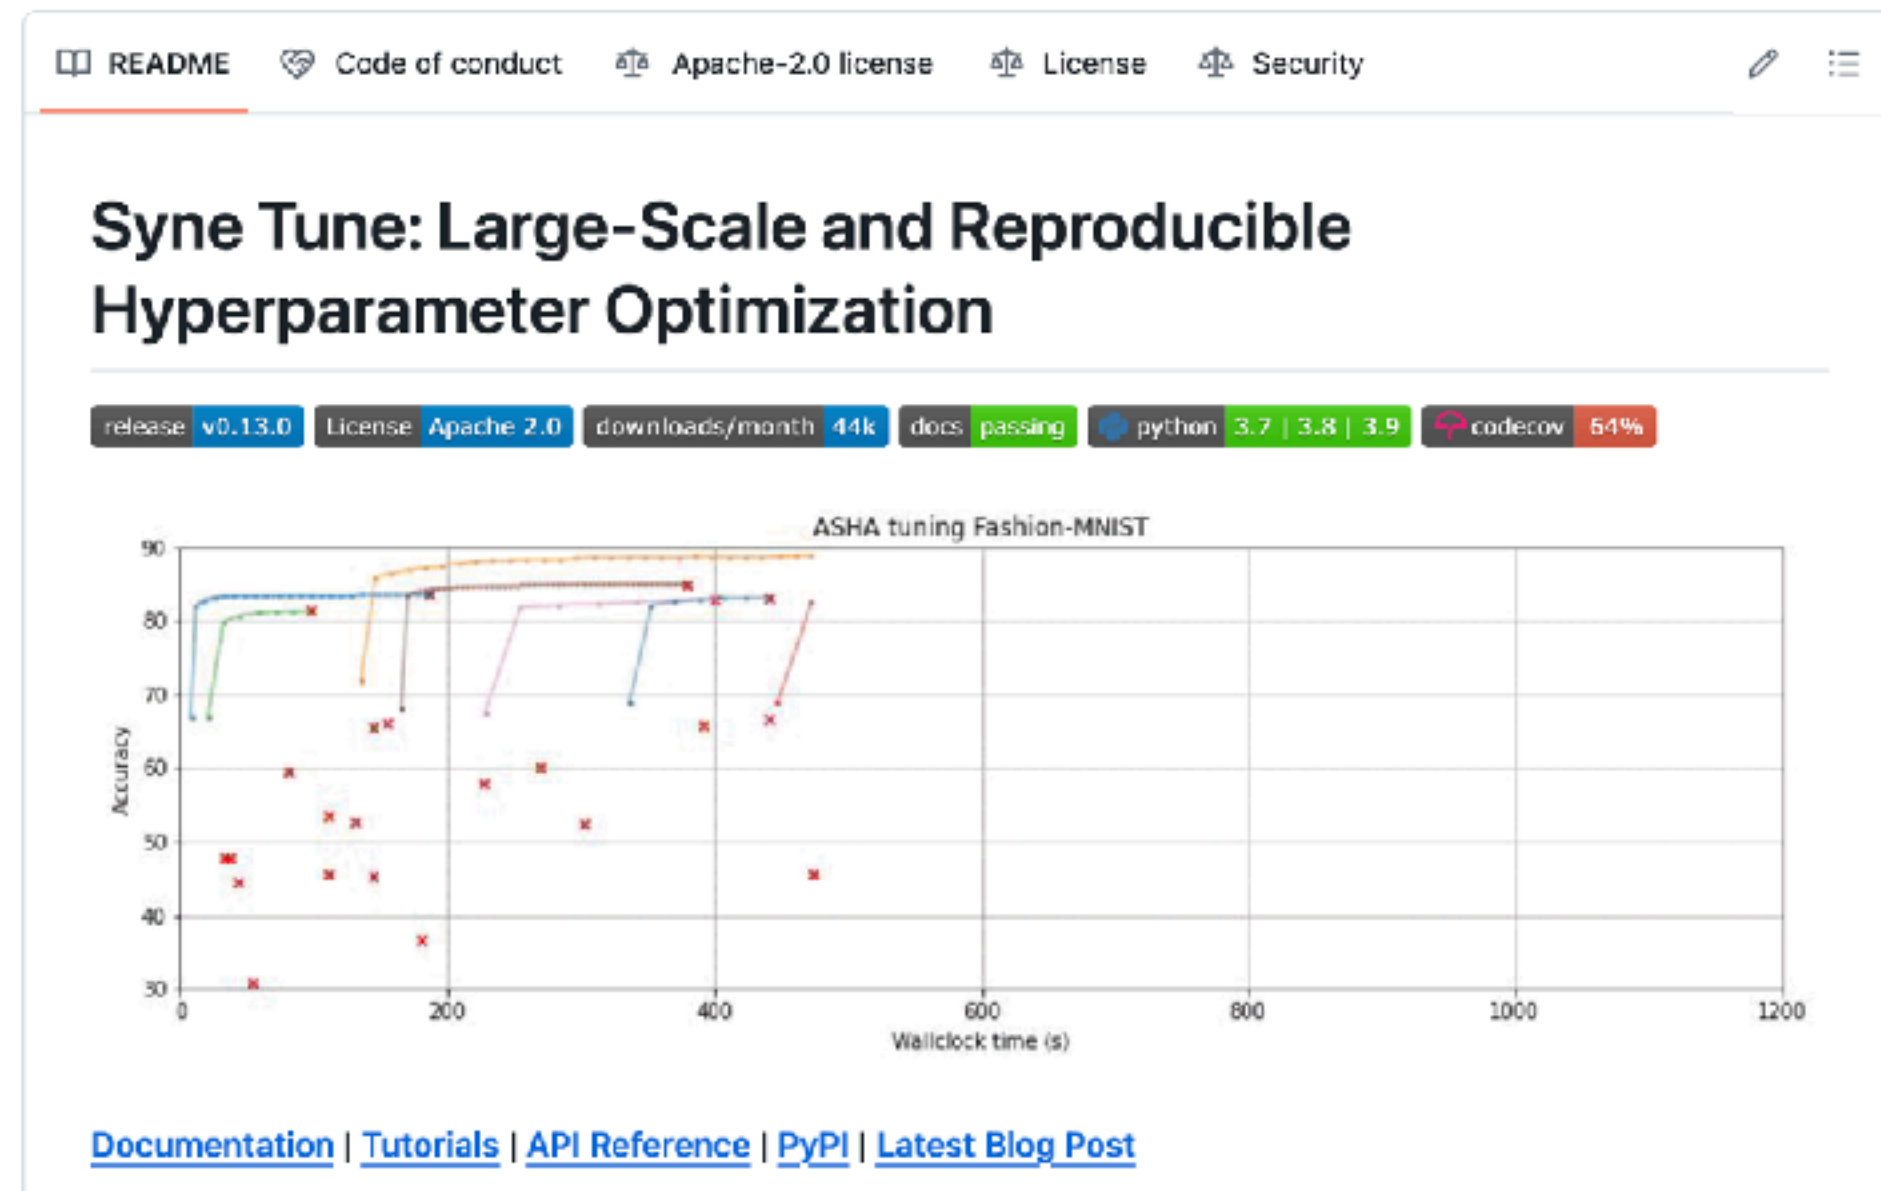 README Code of conduct Apache-2.0 license License Security
Syne Tune: Large-Scale and Reproducible
Hyperparameter Optimization
release v0.13.0 License Apache 2.0 downloads/month 44k docs passing python 3.7 | 3.8 | 3.9 codecov 64%
ASHA tuning Fashion-MNIST
90
80
70
60
50
40
30
Accuracy
0 200 400 600 800 1000 1200
Wallclock time (s)
Documentation | Tutorials | API Reference | PyPI | Latest Blog Post